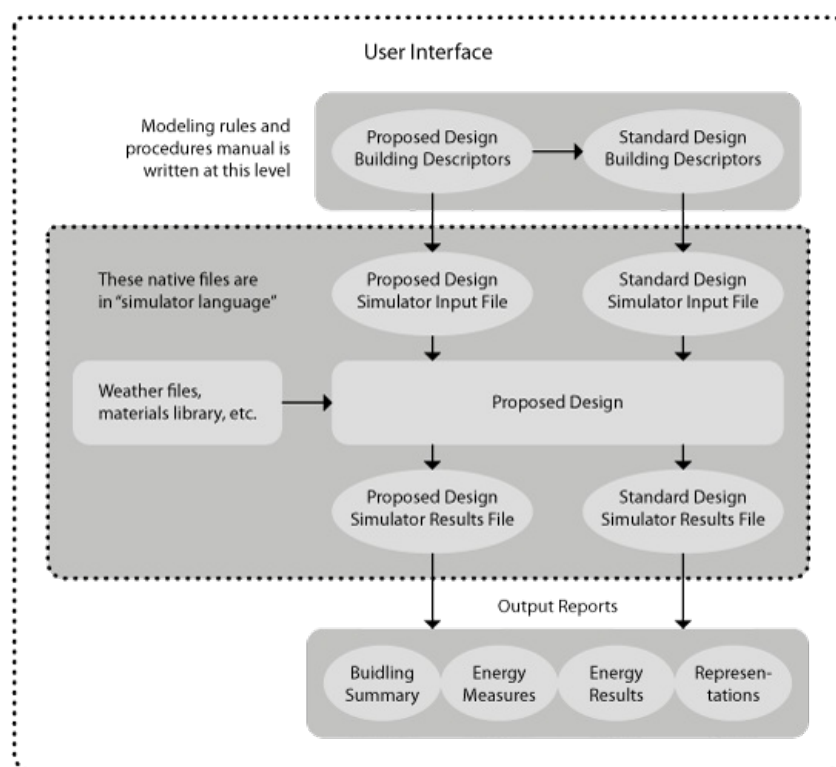 User Interface
Modeling rules and
procedures manual is
written at this level
Proposed Design
Building Descriptors
Standard Design
Building Descriptors
These native files are
in “simulator language”
Proposed Design
Simulator Input File
Standard Design
Simulator Input File
Weather files,
materials library, etc.
Proposed Design
Proposed Design
Simulator Results File
Standard Design
Simulator Results File
Output Reports
Buidling
Summary
Energy
Measures
Energy
Results
Represen-
tations